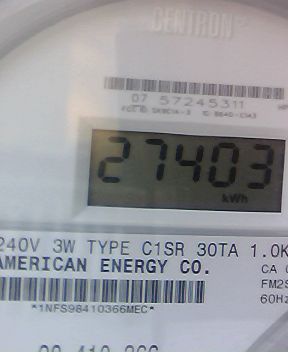 CENTRON
07 57245311
27403
kWh
240V 3W TYPE C1SR 30TA 1.0K
AMERICAN ENERGY CO.
CA
FM2S
60Hz
*1NFS98410366MEC*